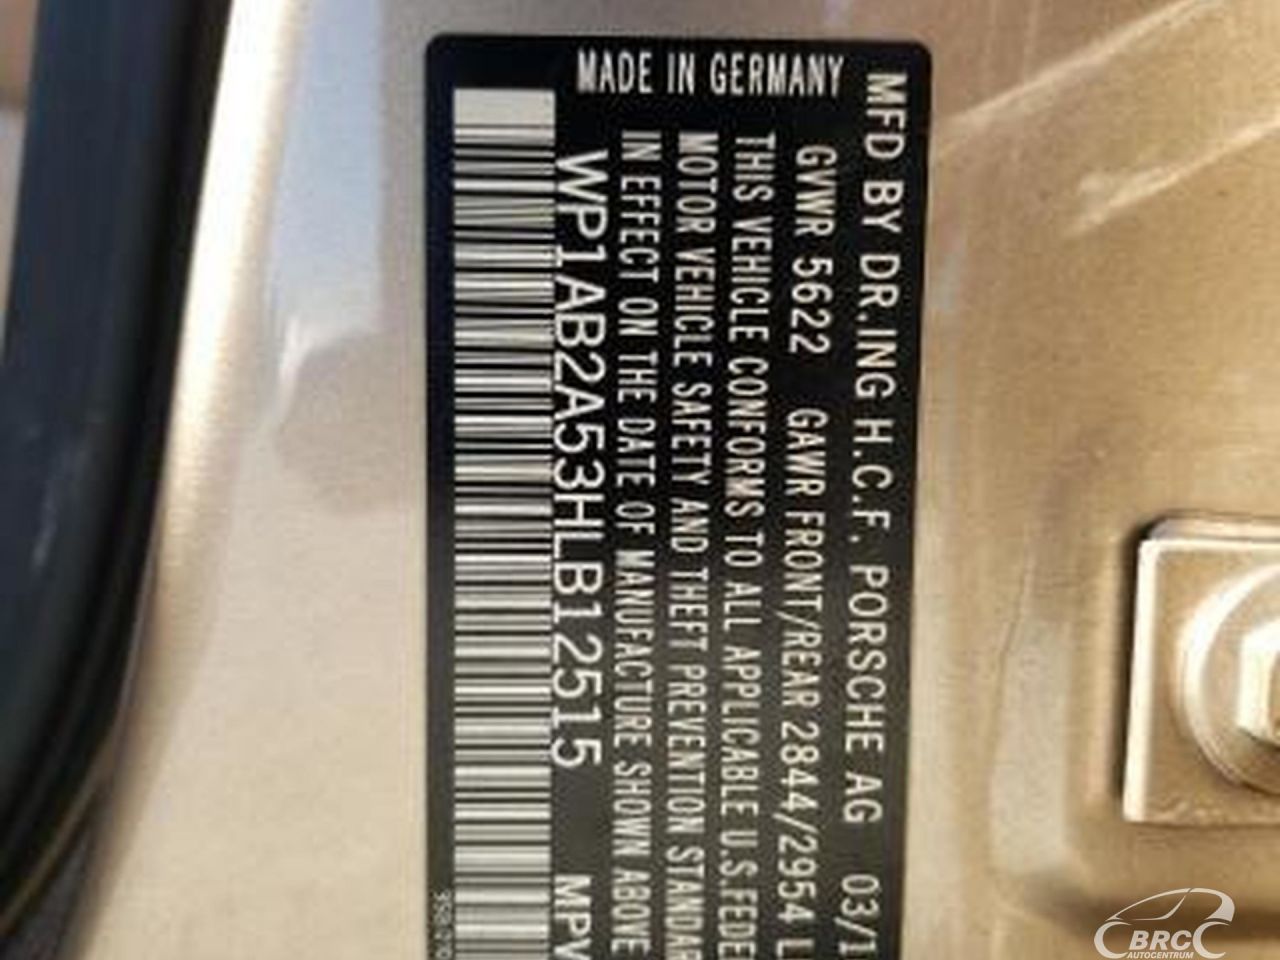 MFD BY DR.ING H.C.F. PORSCHE AG 03/1
GVWR 5622 GAWR FRONT/REAR 2844/2954 L
THIS VEHICLE CONFORMS TO ALL APPLICABLE U.S.FEDE
MOTOR VEHICLE SAFETY AND THEFT PREVENTION STANDAR
IN EFFECT ON THE DATE OF MANUFACTURE SHOWN ABOVE
WP1AB2A53HLB12515 MPV
MADE IN GERMANY
BRC
AUTOCENTRUM